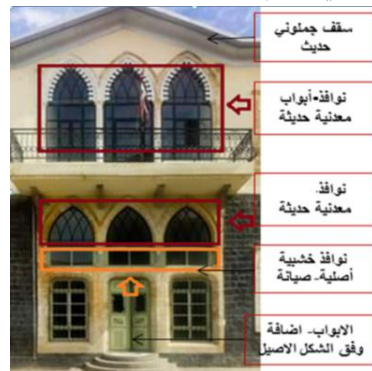 سقف جملوني
حديث
نوافذ-أبواب
معدنية حديثة
نوافذ-
معدنية حديثة
نوافذ خشبية
أصلية- صيانة
الابواب- اضافة
وفق الشكل الاصيل